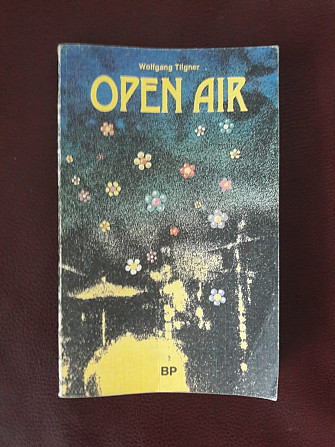 Wolfgang Tilgner
OPEN AIR
BP